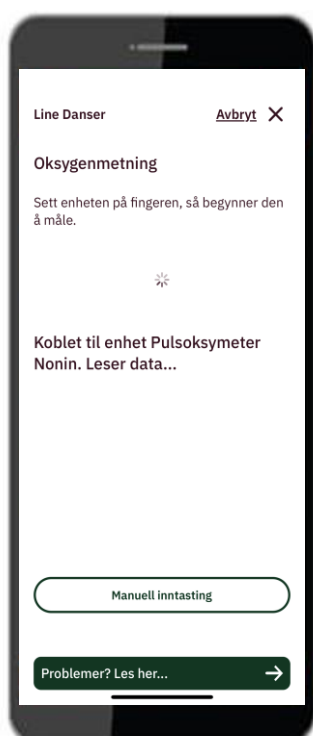 Line Danser Avbryt
Oksygenmetning
Sett enheten på fingeren, så begynner den
å måle.
Koblet til enhet Pulsoksymeter
Nonin. Leser data...
Manuell inntasting
Problemer? Les her...